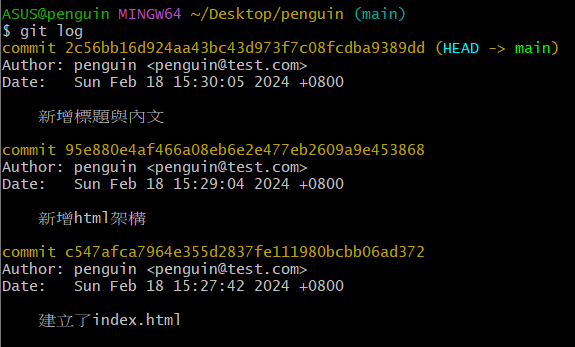 ASUS@penguin MINGW64 ~/Desktop/penguin (main)
$ git log
commit 2c56bb16d924aa43bc43d973f7c08fcdba9389dd (HEAD -> main)
Author: penguin <penguin@test.com>
Date:   Sun Feb 18 15:30:05 2024 +0800
新增標題與內文
commit 95e880e4af466a08eb6e2e477eb2609a9e453868
Author: penguin <penguin@test.com>
Date:   Sun Feb 18 15:29:04 2024 +0800
新增html架構
commit c547afca7964e355d2837fe111980bcbb06ad372
Author: penguin <penguin@test.com>
Date:   Sun Feb 18 15:27:42 2024 +0800
建立了index.html